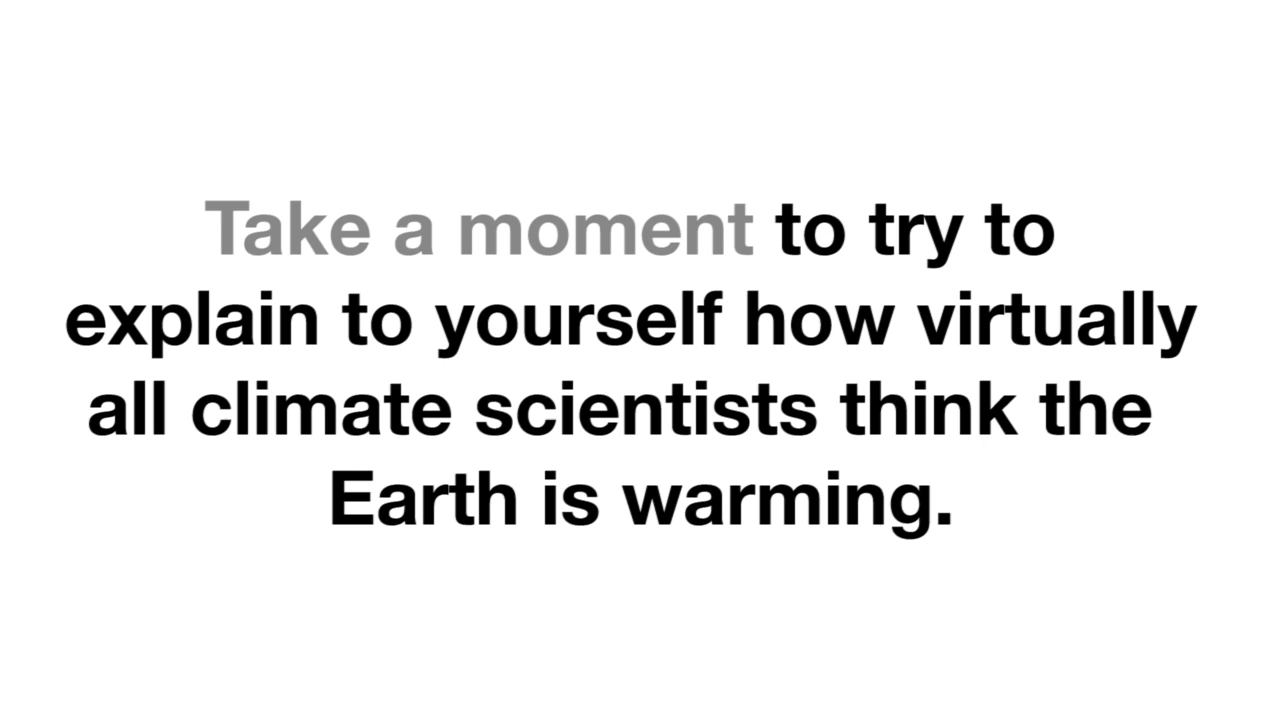 Take a moment to try to
explain to yourself how virtually
all climate scientists think the
Earth is warming.